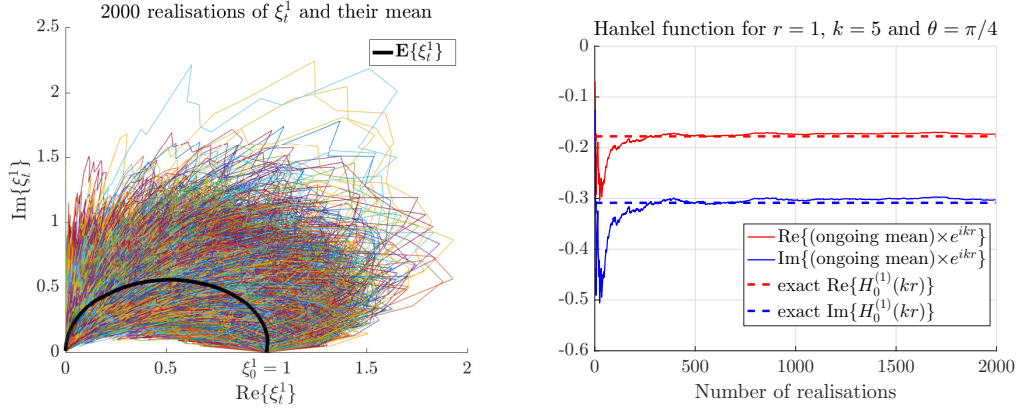 2000 realisations of ξ_t^1 and their mean
2.5
2
1.5
1
0.5
0
Im{ξ_t^1}
E{ξ_t^1}
0
0.5
ξ_0^1 = 1
1.5
2
Re{ξ_t^1}
Hankel function for r = 1, k = 5 and θ = π/4
0
-0.1
-0.2
-0.3
-0.4
-0.5
-0.6
Re{(ongoing mean)×e^{ikr}}
Im{(ongoing mean)×e^{ikr}}
exact Re{H_0^{(1)}(kr)}
exact Im{H_0^{(1)}(kr)}
0
500
1000
1500
2000
Number of realisations